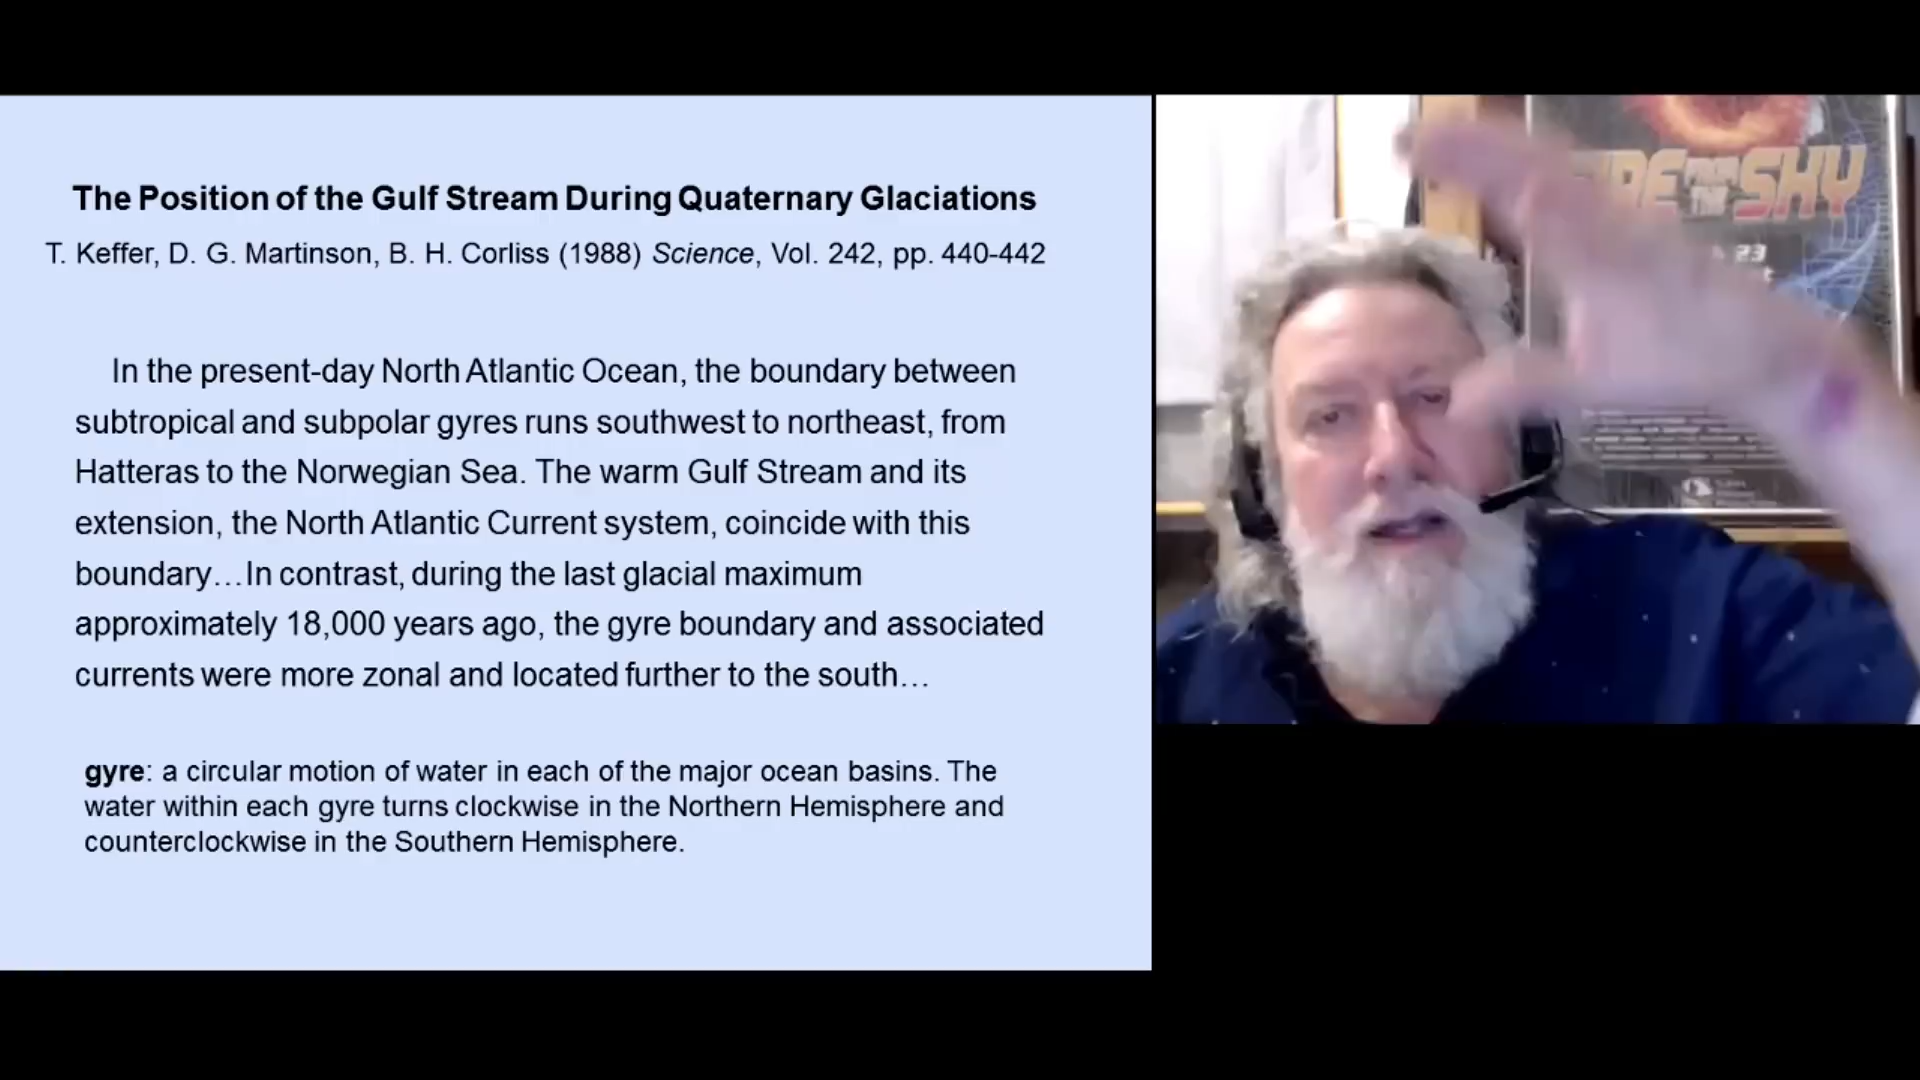 The Position of the Gulf Stream During Quaternary Glaciations
T. Keffer, D. G. Martinson, B. H. Corliss (1988) Science, Vol. 242, pp. 440-442
In the present-day North Atlantic Ocean, the boundary between
subtropical and subpolar gyres runs southwest to northeast, from
Hatteras to the Norwegian Sea. The warm Gulf Stream and its
extension, the North Atlantic Current system, coincide with this
boundary…In contrast, during the last glacial maximum
approximately 18,000 years ago, the gyre boundary and associated
currents were more zonal and located further to the south…
gyre: a circular motion of water in each of the major ocean basins. The
water within each gyre turns clockwise in the Northern Hemisphere and
counterclockwise in the Southern Hemisphere.
SKY
23